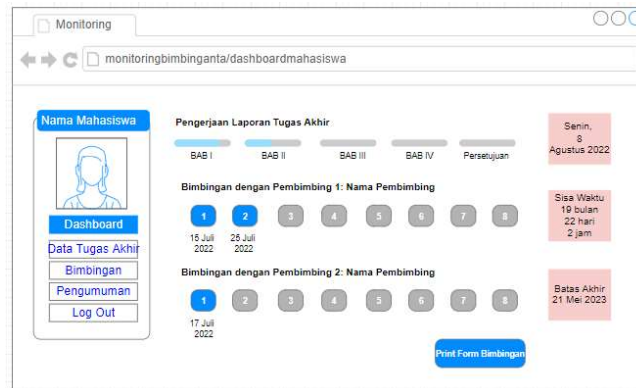 Monitoring
monitoringbimbinganta/dashboardmahasiswa
Nama Mahasiswa
Dashboard
Data Tugas Akhir
Bimbingan
Pengumuman
Log Out
Pengerjaan Laporan Tugas Akhir
BAB I BAB II BAB III BAB IV Persetujuan
Bimbingan dengan Pembimbing 1: Nama Pembimbing
1 2 3 4 5 6 7 8
15 Juli 25 Juli
2022 2022
Bimbingan dengan Pembimbing 2: Nama Pembimbing
1 2 3 4 5 6 7 8
17 Juli
2022
Print Form Bimbingan
Senin,
8
Agustus 2022
Sisa Waktu
19 bulan
22 hari
2 jam
Batas Akhir
21 Mei 2023